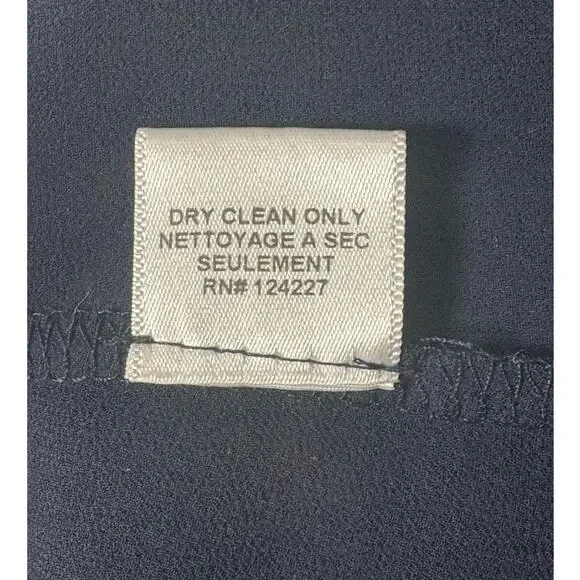 DRY CLEAN ONLY
NETTOYAGE A SEC
SEULEMENT
RN# 124227